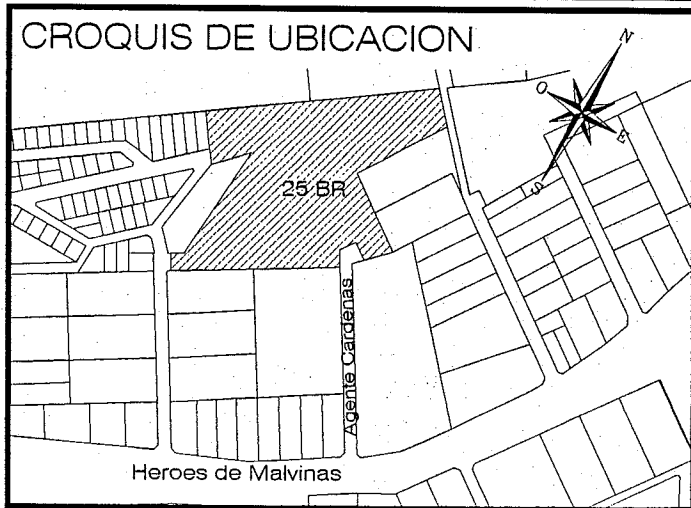 CROQUIS DE UBICACION
N
O
E
S
25 BR
Agente Cardenas
Heroes de Malvinas